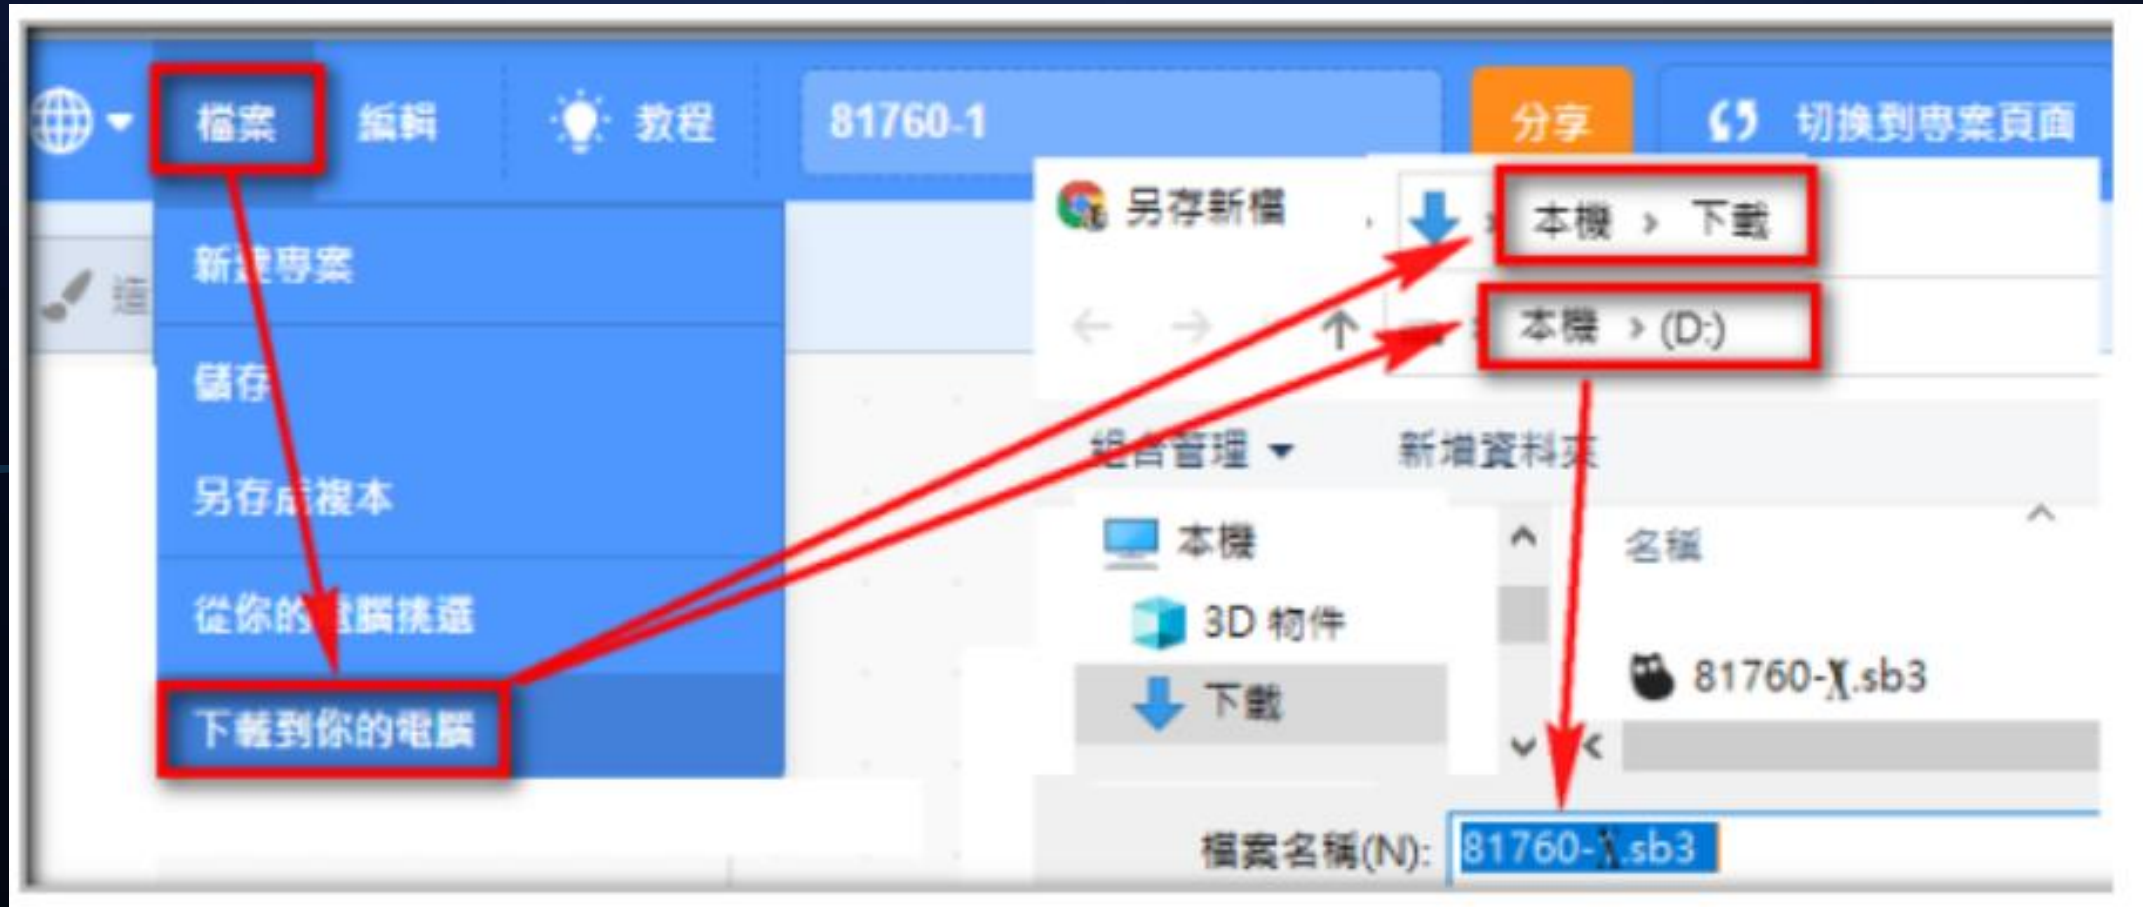 檔案 編輯 教程 81760-1 分享 切換到專案頁面
新建專案
儲存
另存成複本
從你的電腦挑選
下載到你的電腦
另存新檔
本機 > 下載
本機 > (D:)
組合管理 新增資料夾
本機
3D 物件
下載
名稱
81760-X.sb3
檔案名稱(N): 81760-X.sb3